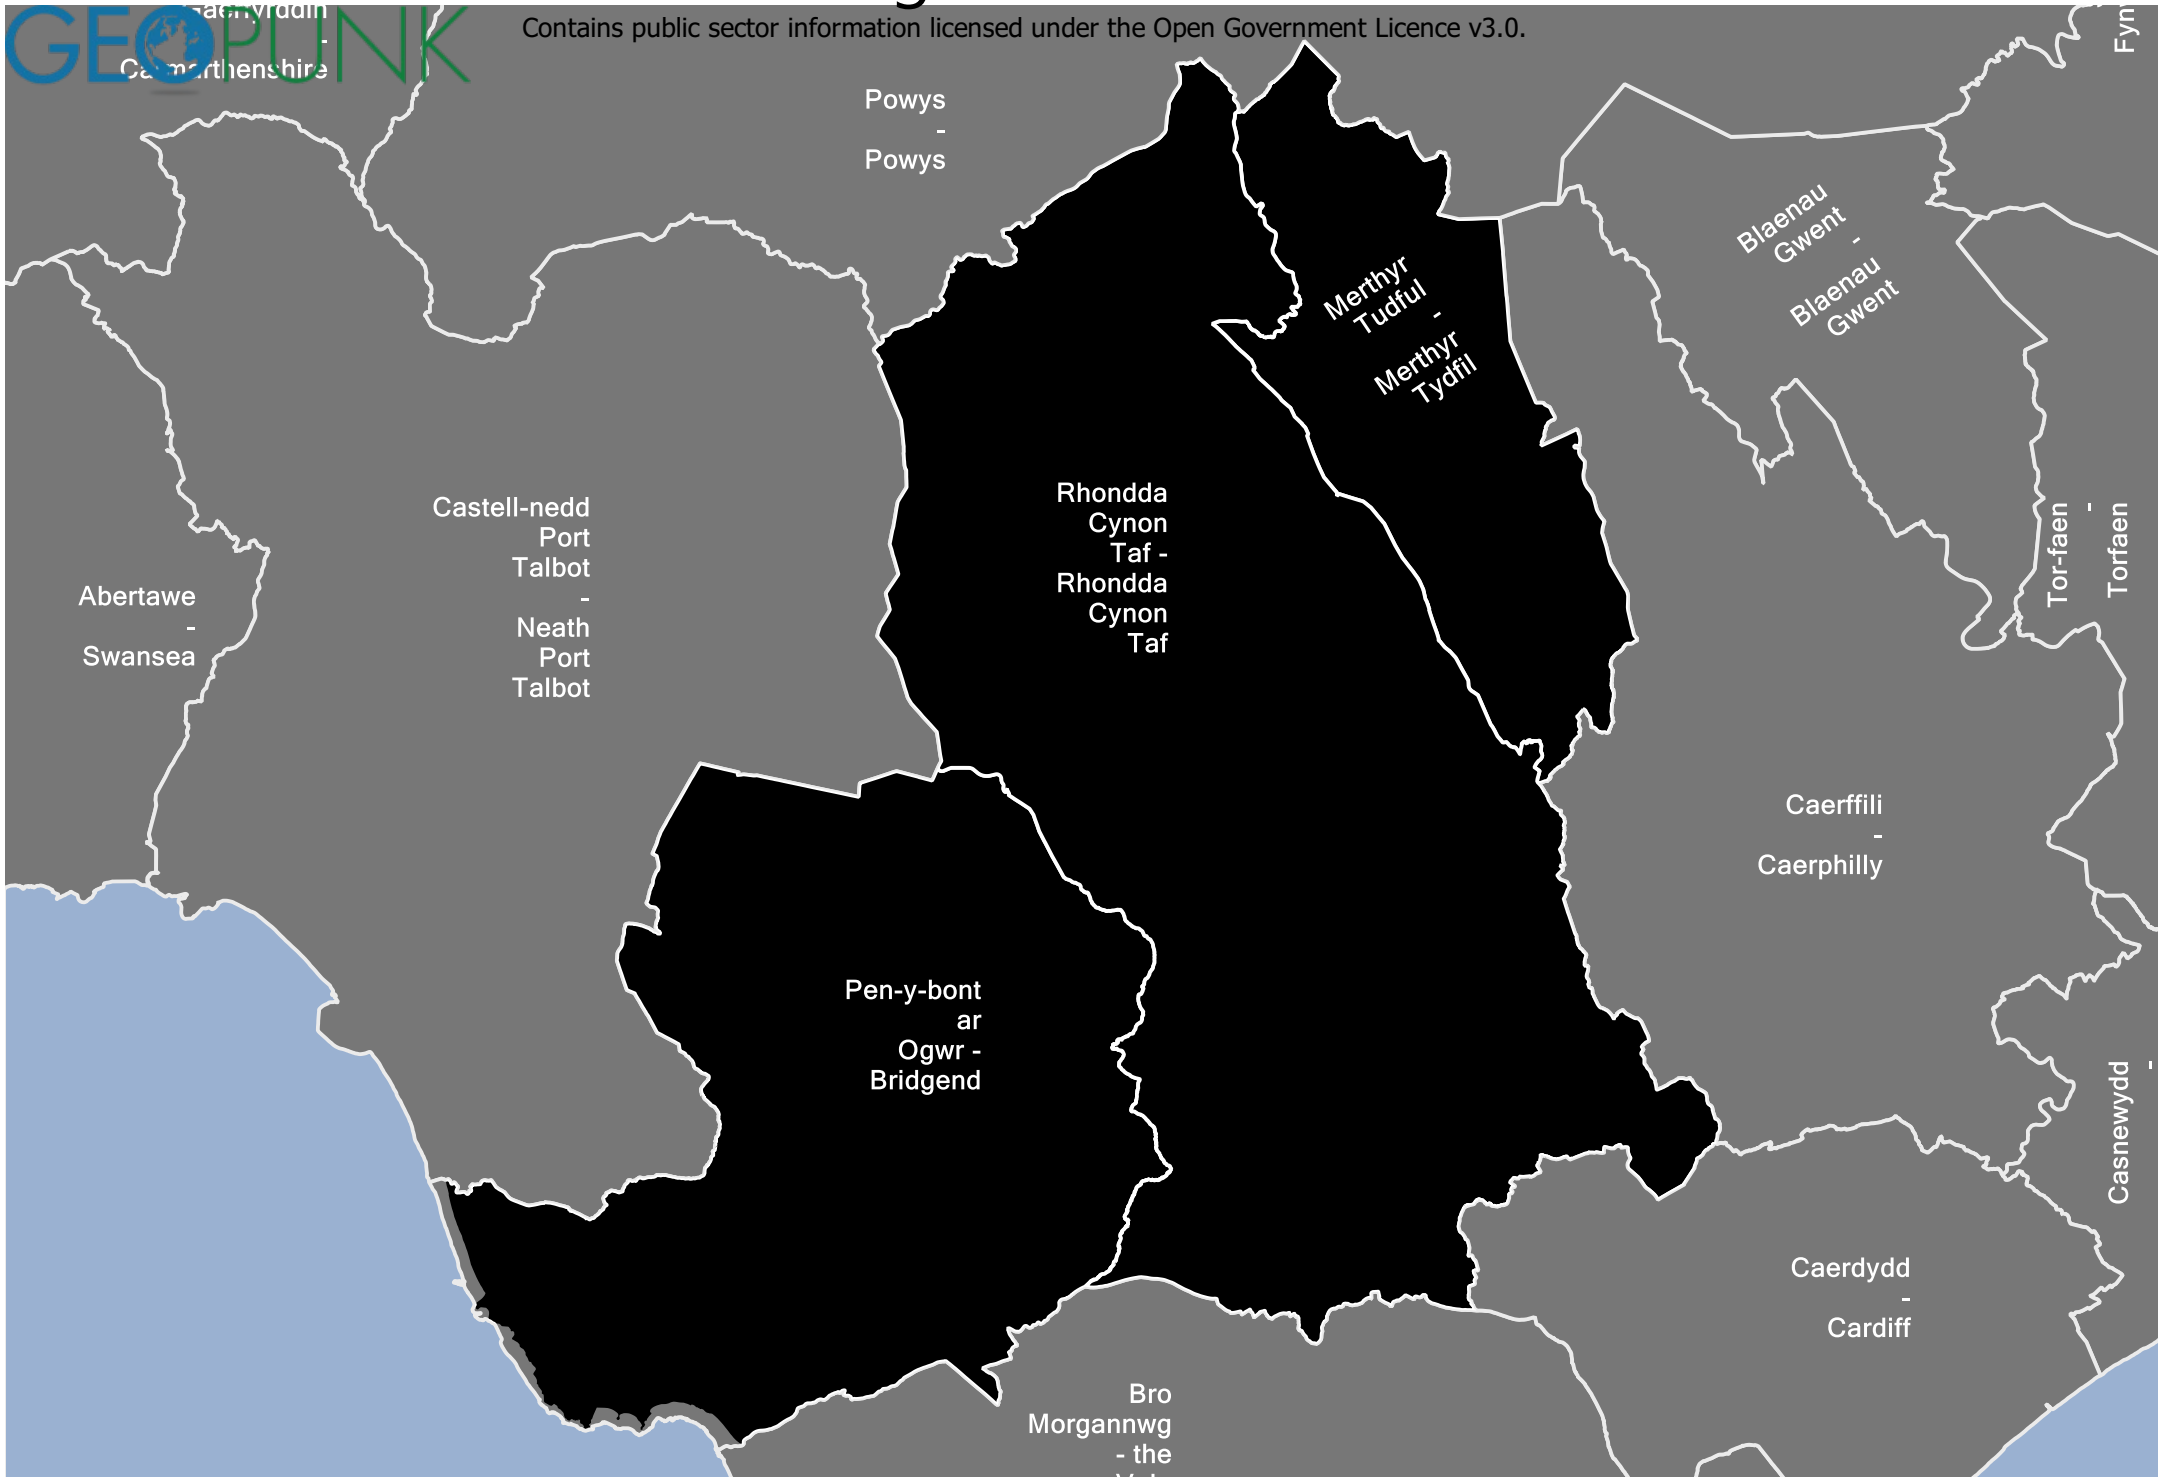 GEOPUNK
Contains public sector information licensed under the Open Government Licence v3.0.
-
Carmarthenshire
Powys
-
Powys
Blaenau
Gwent
-
Blaenau
Gwent
Merthyr
Tudful
-
Merthyr
Tydfil
Rhondda
Cynon
Taf -
Rhondda
Cynon
Taf
Castell-nedd
Port
Talbot
-
Neath
Port
Talbot
Abertawe
-
Swansea
Tor-faen
-
Torfaen
Caerffili
-
Caerphilly
Pen-y-bont
ar
Ogwr -
Bridgend
Casnewydd
-
Caerdydd
-
Cardiff
Bro
Morgannwg
- the